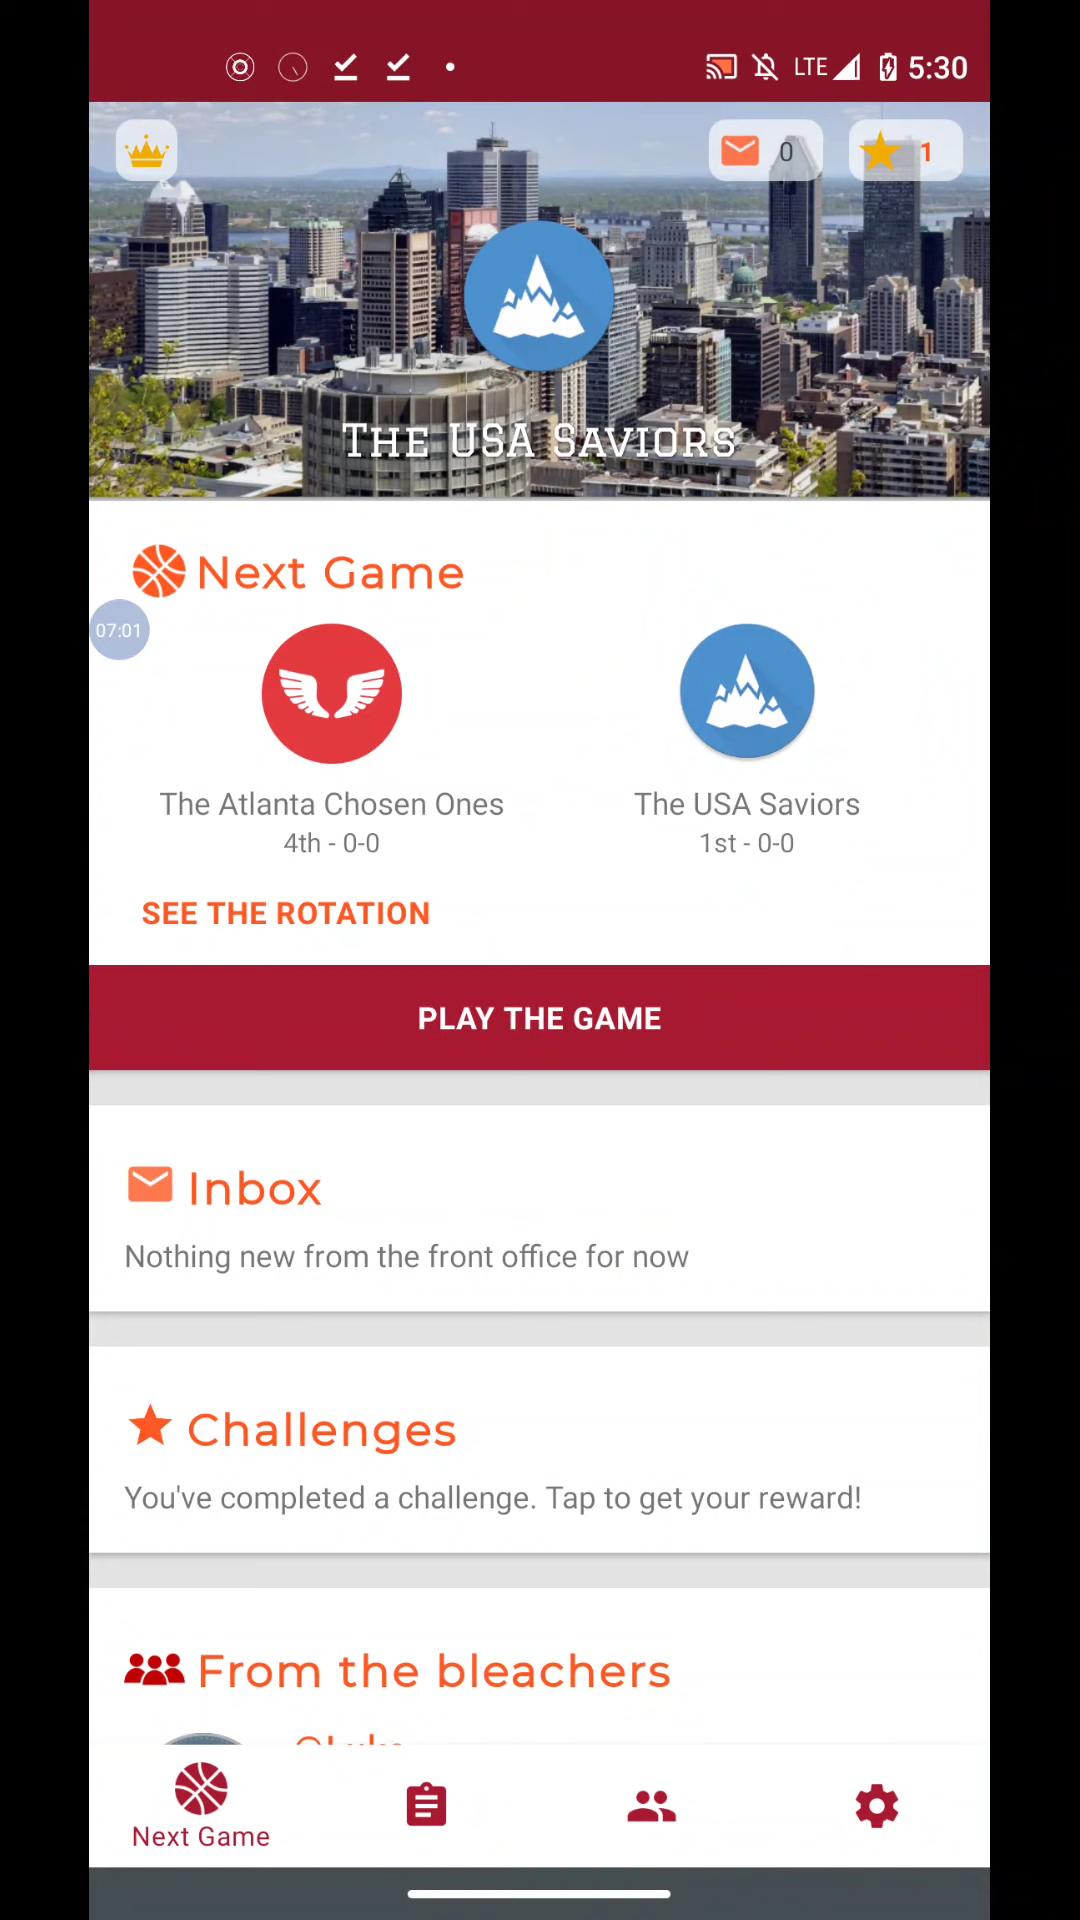 LTE 5:30
0
1
The USA Saviors
Next Game
07:01
The Atlanta Chosen Ones
4th - 0-0
The USA Saviors
1st - 0-0
SEE THE ROTATION
PLAY THE GAME
Inbox
Nothing new from the front office for now
Challenges
You've completed a challenge. Tap to get your reward!
From the bleachers
Next Game